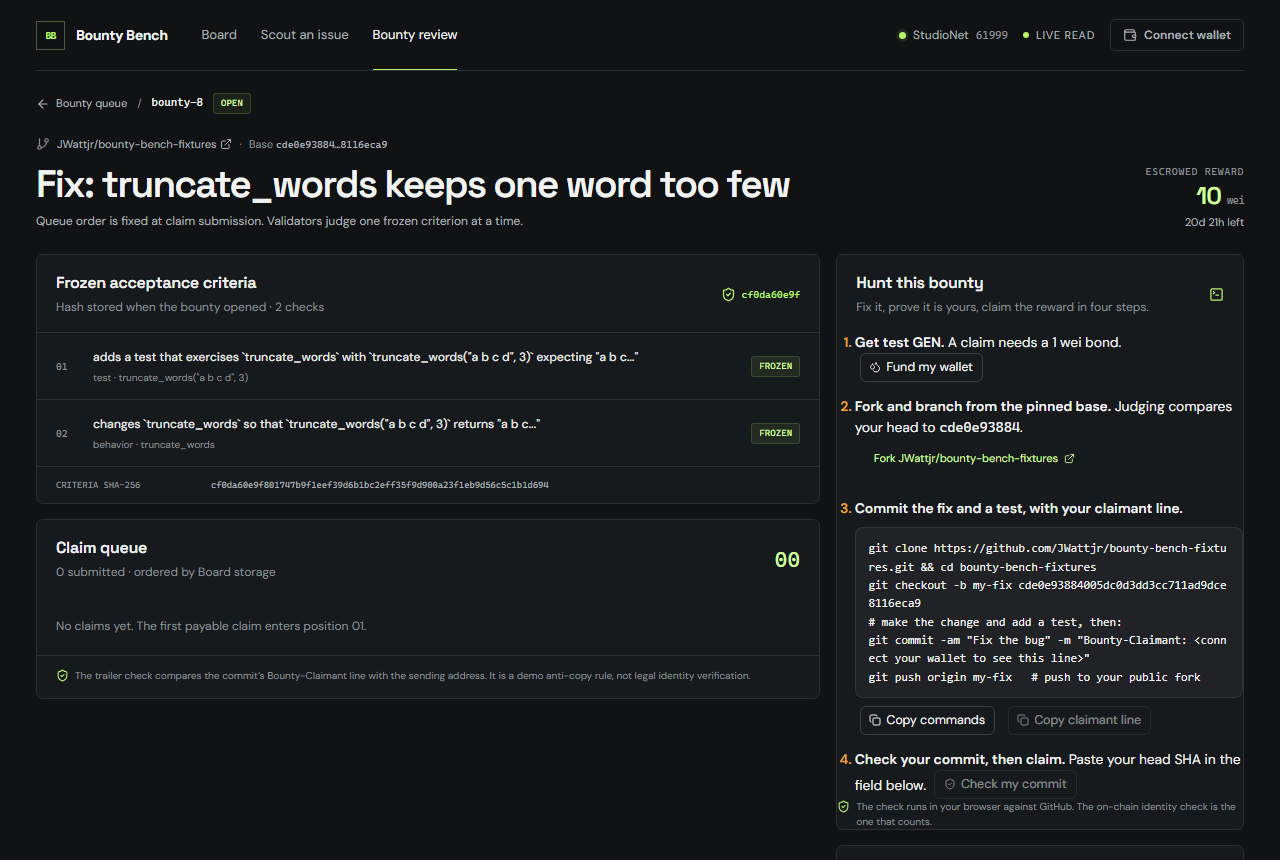 BB
Bounty Bench
Board
Scout an issue
Bounty review
StudioNet 61999
LIVE READ
Connect wallet
Bounty queue / bounty-8 OPEN
JWattjr/bounty-bench-fixtures · Base cde0e93884…8116eca9
Fix: truncate_words keeps one word too few
Queue order is fixed at claim submission. Validators judge one frozen criterion at a time.
ESCROWED REWARD
10 wei
20d 21h left
Frozen acceptance criteria
Hash stored when the bounty opened · 2 checks
cf0da60e9f
01
adds a test that exercises `truncate_words` with `truncate_words("a b c d", 3)` expecting "a b c…"
test · truncate_words("a b c d", 3)
FROZEN
02
changes `truncate_words` so that `truncate_words("a b c d", 3)` returns "a b c…"
behavior · truncate_words
FROZEN
CRITERIA SHA-256
cf0da60e9f801747b9f1eef39d6b1bc2eff35f9d900a23f1eb9d56c5c1b1d694
Claim queue
0 submitted · ordered by Board storage
00
No claims yet. The first payable claim enters position 01.
The trailer check compares the commit's Bounty-Claimant line with the sending address. It is a demo anti-copy rule, not legal identity verification.
Hunt this bounty
Fix it, prove it is yours, claim the reward in four steps.
1. Get test GEN. A claim needs a 1 wei bond.
Fund my wallet
2. Fork and branch from the pinned base. Judging compares
your head to cde0e93884.
Fork JWattjr/bounty-bench-fixtures
3. Commit the fix and a test, with your claimant line.
git clone https://github.com/JWattjr/bounty-bench-fixtu
res.git && cd bounty-bench-fixtures
git checkout -b my-fix cde0e93884005dc0d3dd3cc711ad9dce
8116eca9
# make the change and add a test, then:
git commit -am "Fix the bug" -m "Bounty-Claimant: <conn
ect your wallet to see this line>"
git push origin my-fix   # push to your public fork
Copy commands
Copy claimant line
4. Check your commit, then claim. Paste your head SHA in the
field below. Check my commit
The check runs in your browser against GitHub. The on-chain identity check is the
one that counts.